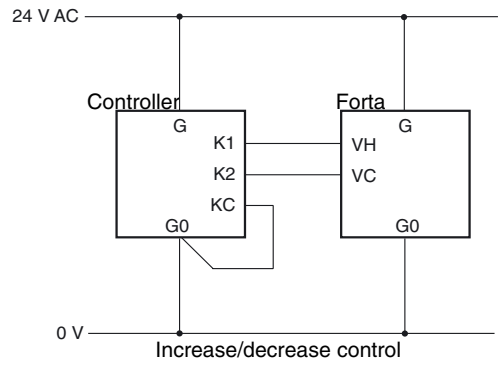 24 V AC
Controller
Forta
G
G
K1
VH
K2
VC
KC
G0
G0
0 V
Increase/decrease control